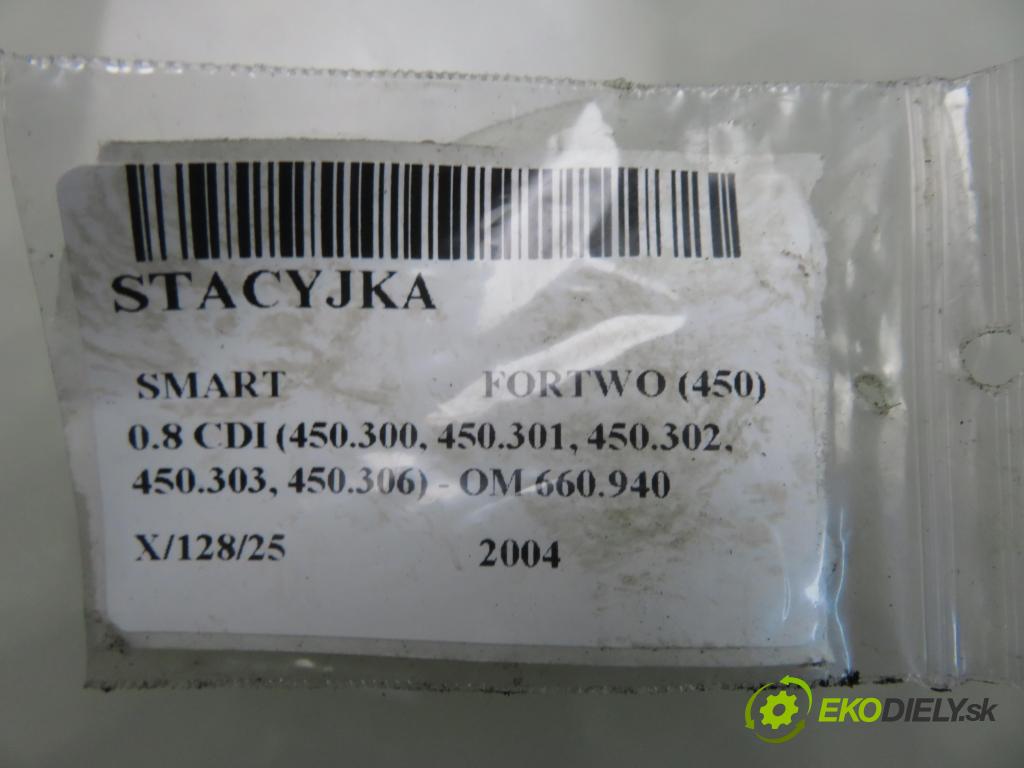 STACYJKA
SMART FORTWO (450)
0.8 CDI (450.300, 450.301, 450.302,
450.303, 450.306) - OM 660.940
X/128/25 2004
EKODIELY.sk